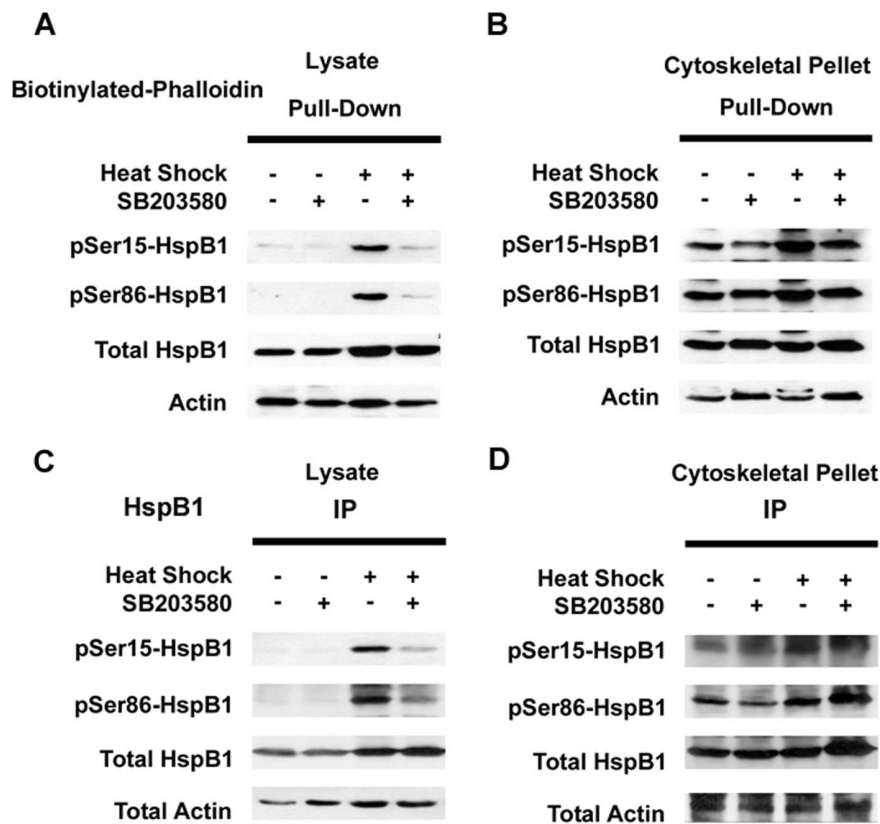 A
Lysate
Biotinylated-Phalloidin
Pull-Down
Heat Shock - - + +
SB203580 - + - +
pSer15-HspB1
pSer86-HspB1
Total HspB1
Actin
B
Cytoskeletal Pellet
Pull-Down
Heat Shock - - + +
SB203580 - + - +
pSer15-HspB1
pSer86-HspB1
Total HspB1
Actin
C
Lysate
HspB1 IP
Heat Shock - - + +
SB203580 - + - +
pSer15-HspB1
pSer86-HspB1
Total HspB1
Total Actin
D
Cytoskeletal Pellet
IP
Heat Shock - - + +
SB203580 - + - +
pSer15-HspB1
pSer86-HspB1
Total HspB1
Total Actin